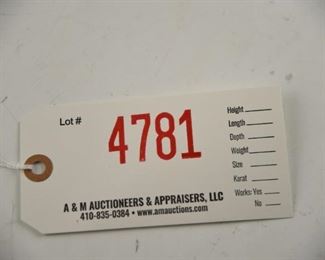 Lot #
4781
Height
Length
Depth
Weight
Size
Karat
Works: Yes
No
A & M AUCTIONEERS & APPRAISERS, LLC
410-835-0384 • www.amauctions.com